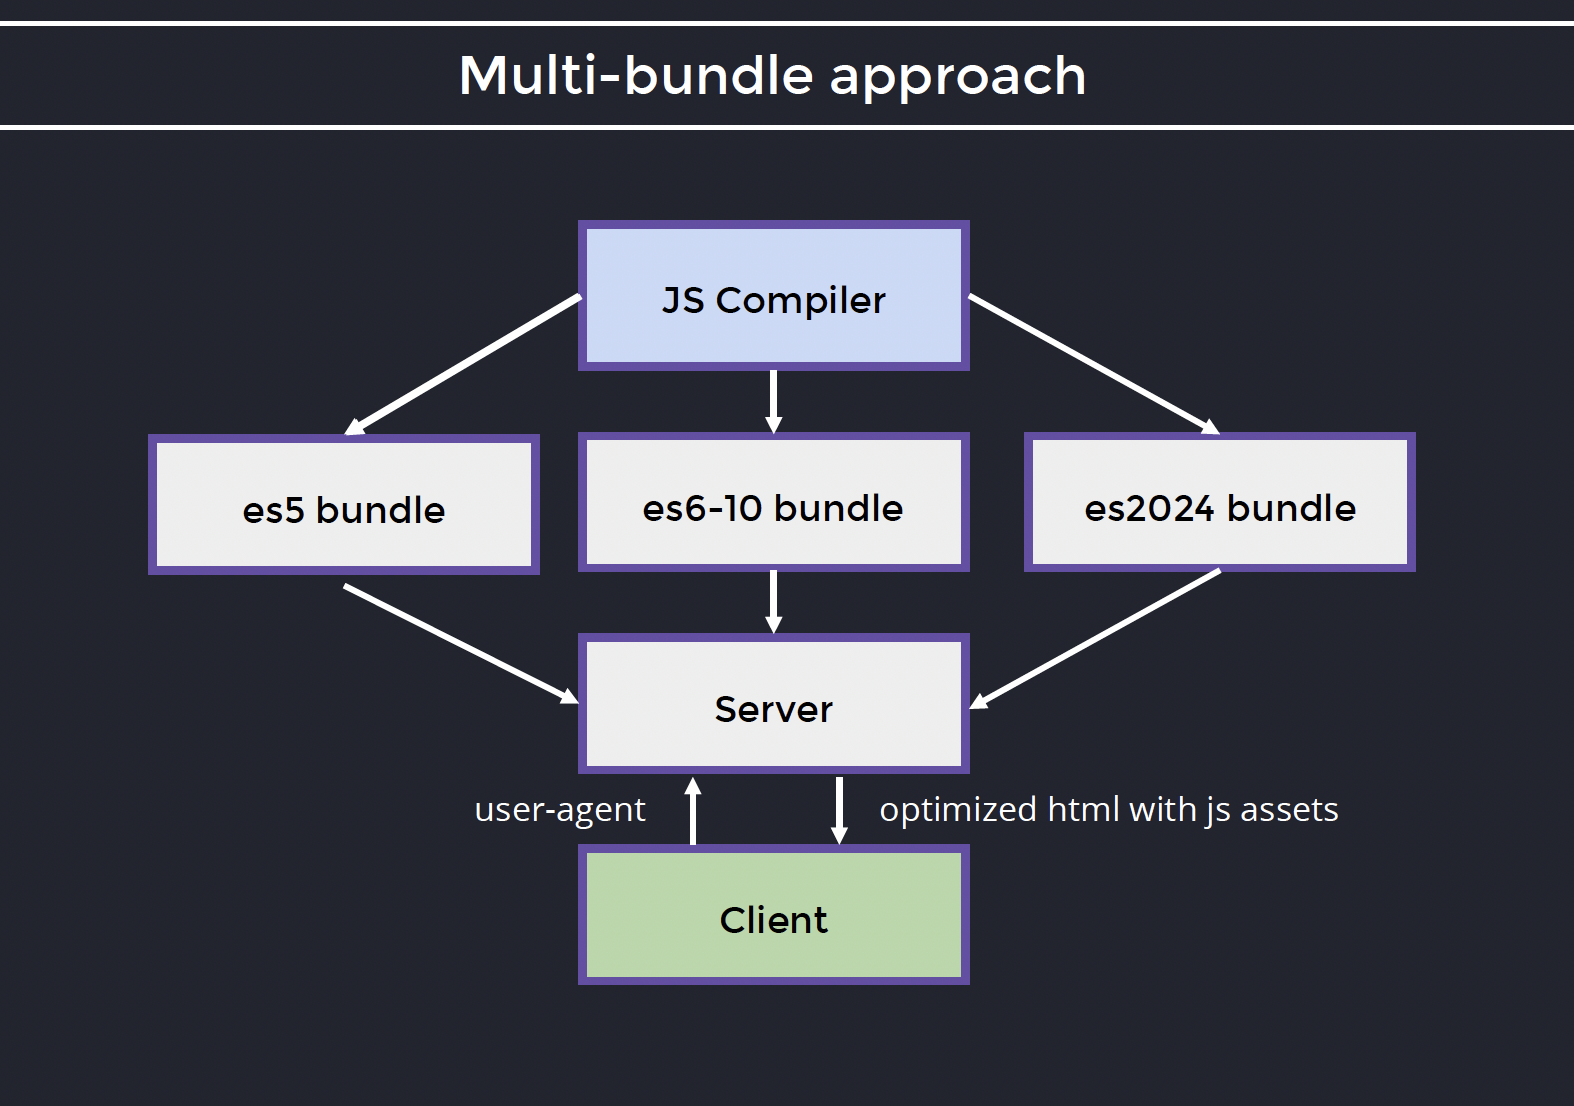 Multi-bundle approach
JS Compiler
es5 bundle
es6-10 bundle
es2024 bundle
Server
user-agent
optimized html with js assets
Client